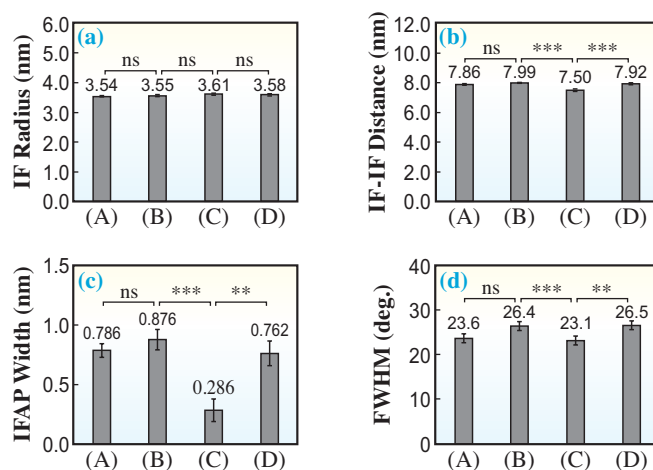 (a)
IF Radius (nm)
6.0
5.0
4.0
3.0
2.0
1.0
0.0
ns ns ns
3.54 3.55 3.61 3.58
(A) (B) (C) (D)
(b)
IF-IF Distance (nm)
12.0
10.0
8.0
6.0
4.0
2.0
0.0
ns *** ***
7.86 7.99 7.50 7.92
(A) (B) (C) (D)
(c)
IFAP Width (nm)
1.5
1.0
0.5
0.0
ns *** **
0.786 0.876 0.286 0.762
(A) (B) (C) (D)
(d)
FWHM (deg.)
40
30
20
10
0
ns *** **
23.6 26.4 23.1 26.5
(A) (B) (C) (D)